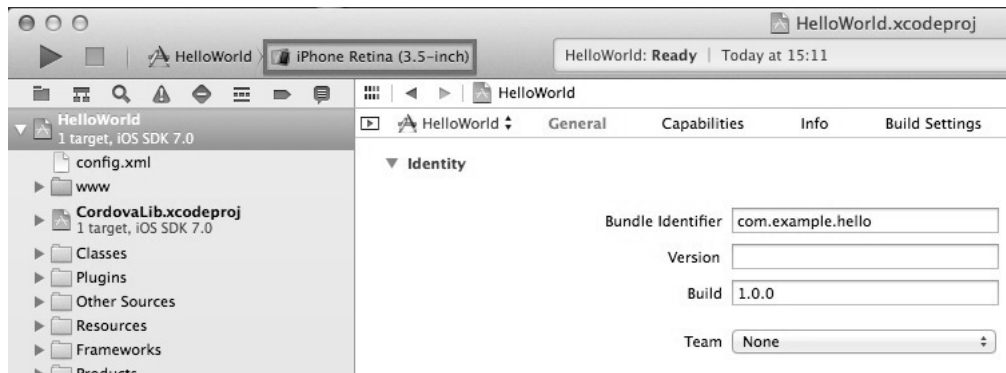 HelloWorld.xcodeproj
HelloWorld iPhone Retina (3.5-inch) HelloWorld: Ready | Today at 15:11
HelloWorld
HelloWorld
1 target, iOS SDK 7.0
HelloWorld General Capabilities Info Build Settings
config.xml
Identity
www
CordovaLib.xcodeproj
1 target, iOS SDK 7.0
Bundle Identifier com.example.hello
Classes
Version
Plugins
Build 1.0.0
Other Sources
Resources
Team None
Frameworks
Products